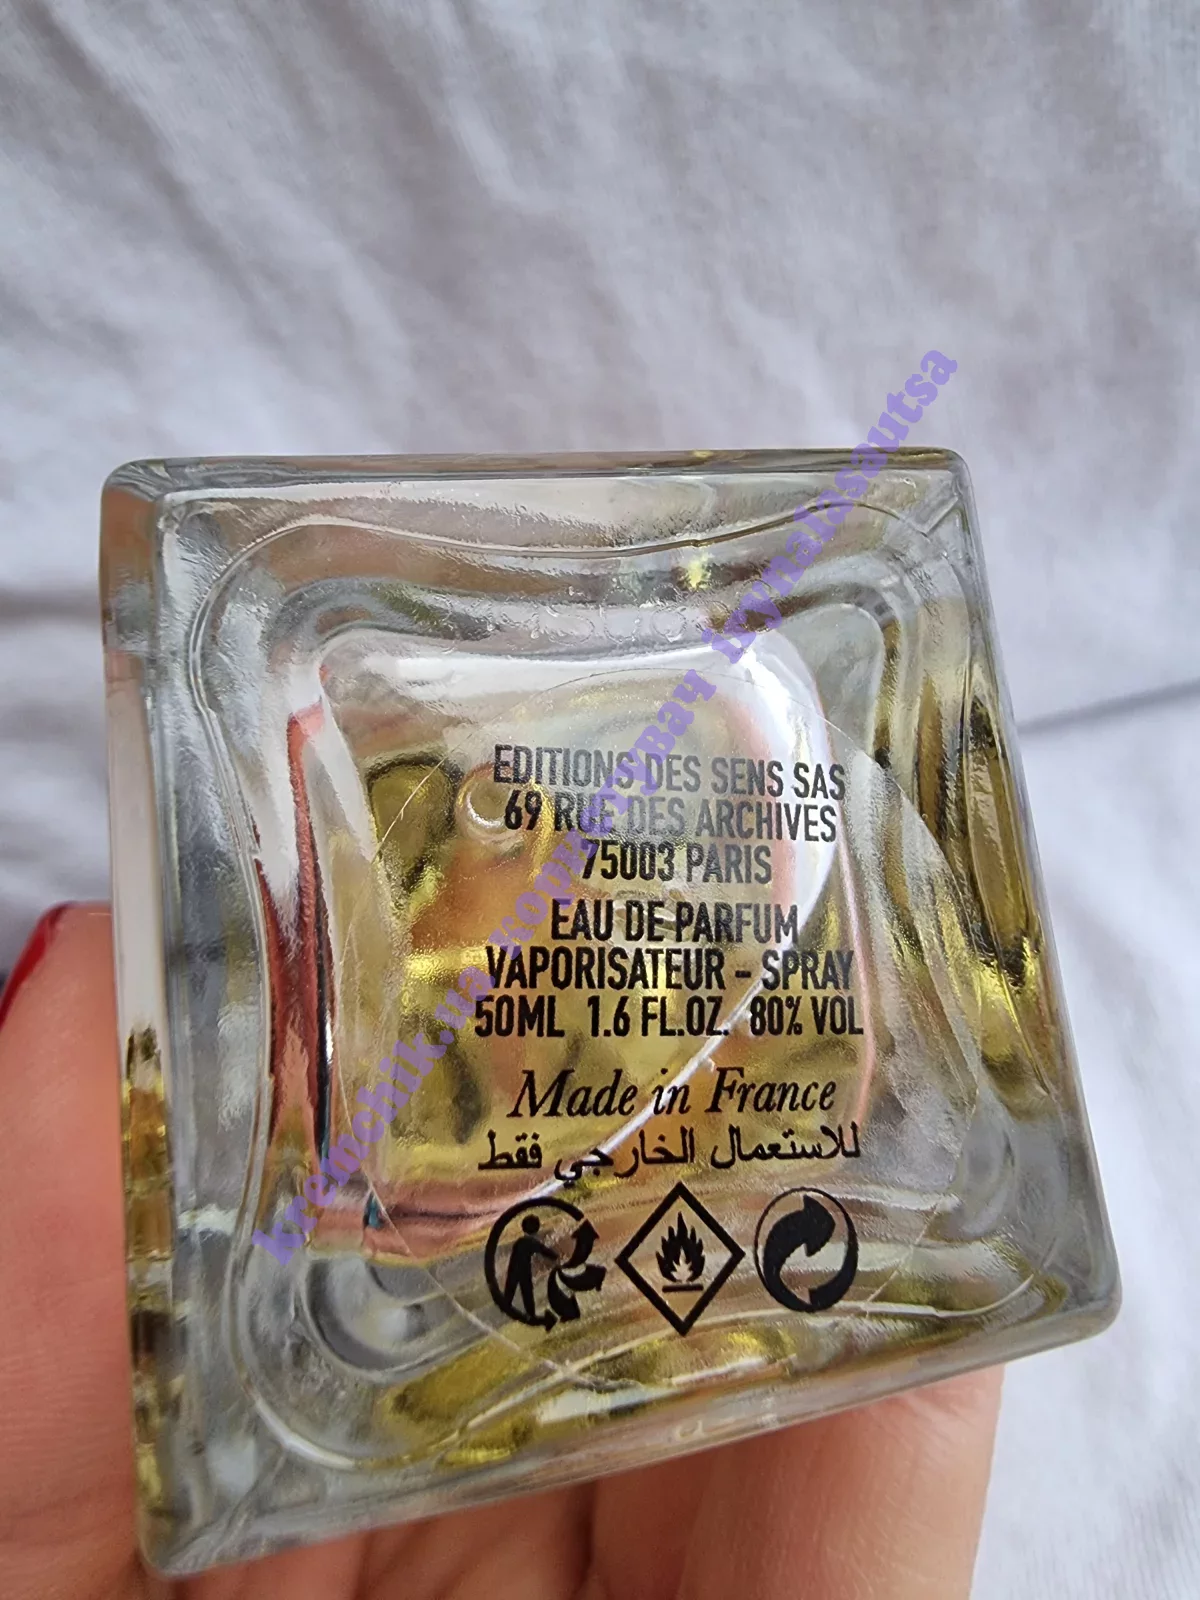 EDITIONS DES SENS SAS
69 RUE DES ARCHIVES
75003 PARIS
EAU DE PARFUM
VAPORISATEUR - SPRAY
50ML 1.6 FL.OZ. 80% VOL
Made in France
للاستعمال الخارجي فقط